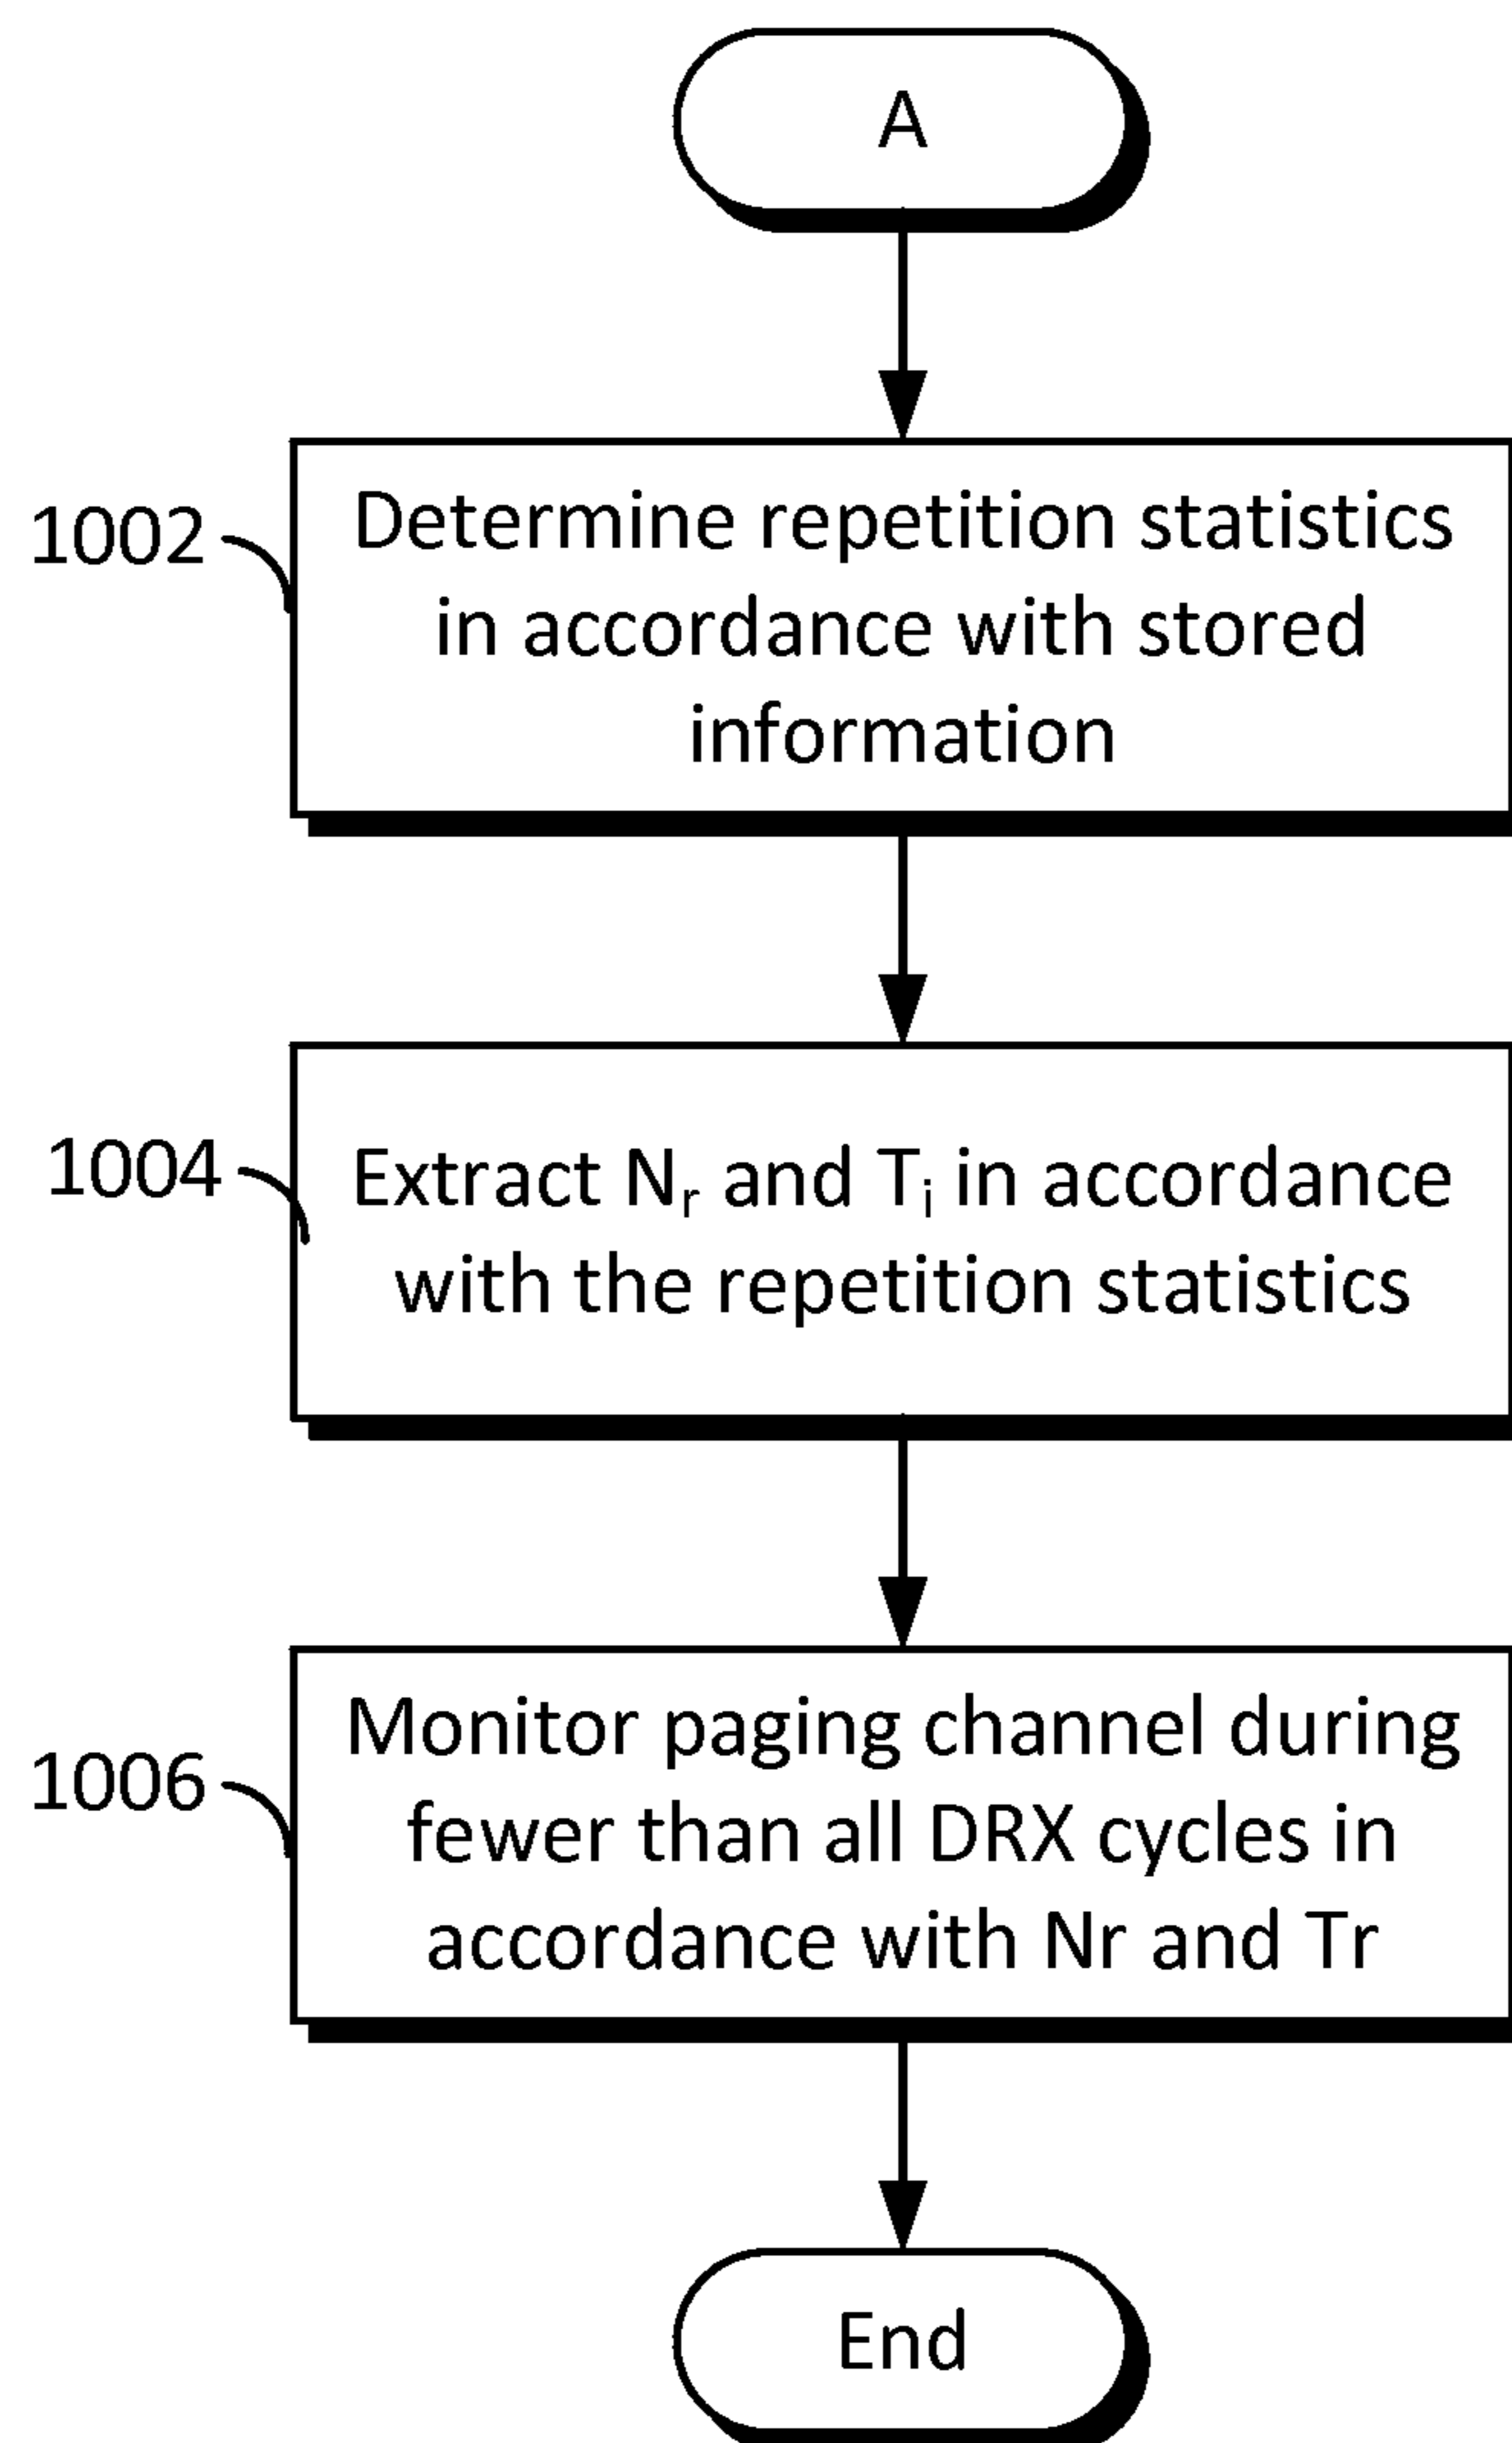 A
1002
Determine repetition statistics
in accordance with stored
information
1004
Extract Nᵣ and Tᵢ in accordance
with the repetition statistics
1006
Monitor paging channel during
fewer than all DRX cycles in
accordance with Nr and Tr
End